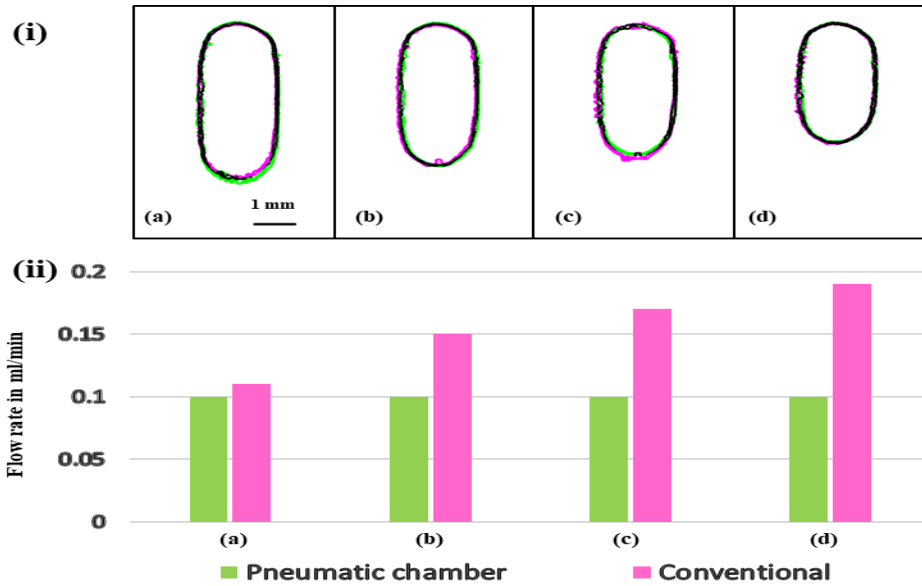 (i)
(a) 1 mm (b) (c) (d)
(ii)
0.2
0.15
0.1
0.05
0
Flow rate in ml/min
(a) (b) (c) (d)
Pneumatic chamber Conventional